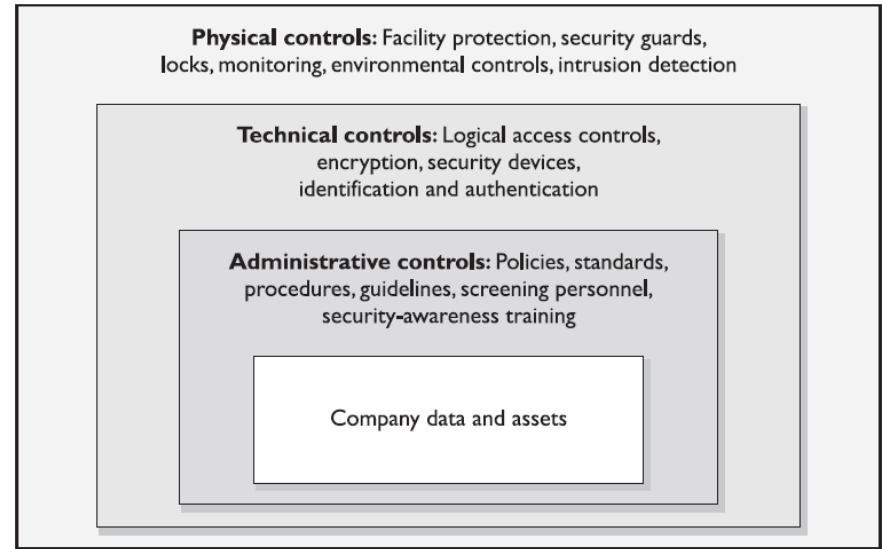 Physical controls: Facility protection, security guards,
locks, monitoring, environmental controls, intrusion detection
Technical controls: Logical access controls,
encryption, security devices,
identification and authentication
Administrative controls: Policies, standards,
procedures, guidelines, screening personnel,
security-awareness training
Company data and assets